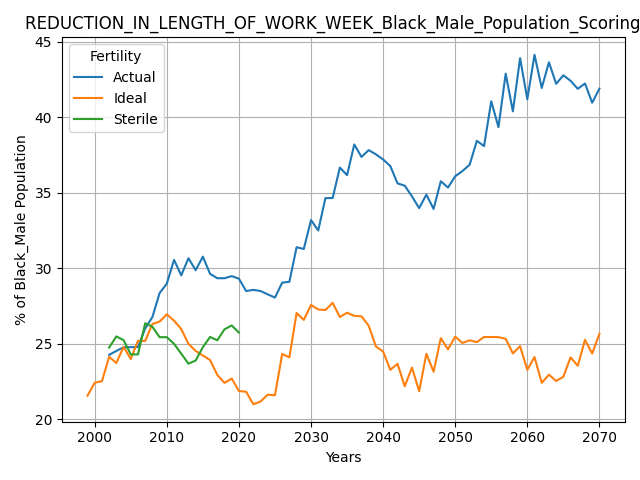 REDUCTION_IN_LENGTH_OF_WORK_WEEK_Black_Male_Population_Scoring
Fertility
Actual
Ideal
Sterile
% of Black_Male Population
45
40
35
30
25
20
2000 2010 2020 2030 2040 2050 2060 2070
Years